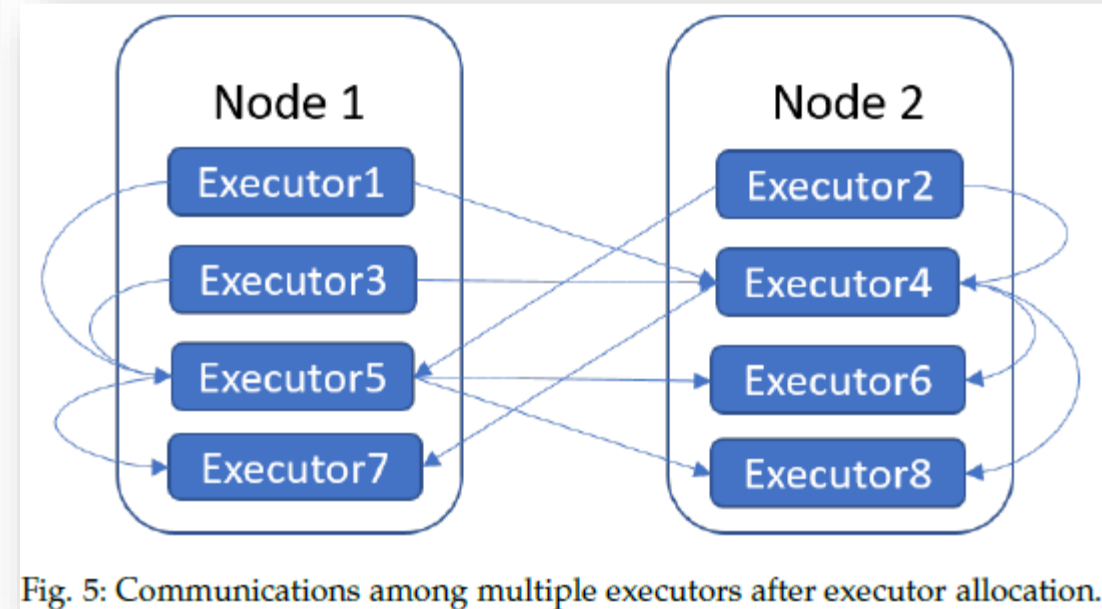 Node 1
Executor1
Executor3
Executor5
Executor7
Node 2
Executor2
Executor4
Executor6
Executor8
Fig. 5: Communications among multiple executors after executor allocation.